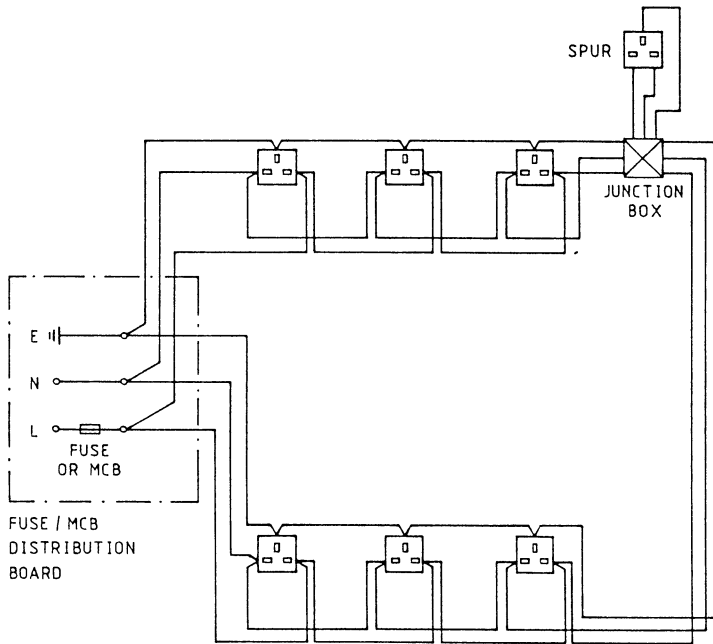 SPUR
JUNCTION
BOX
E
N
L
FUSE
OR MCB
FUSE / MCB
DISTRIBUTION
BOARD